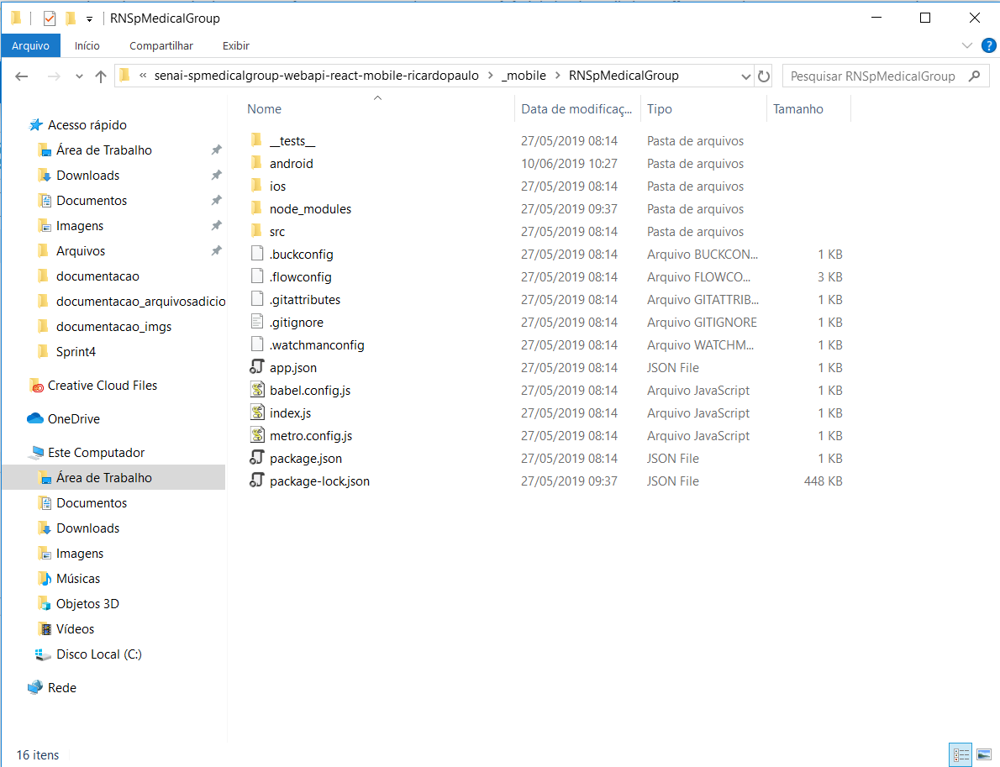 RNSpMedicalGroup
Arquivo Início Compartilhar Exibir
« senai-spmedicalgroup-webapi-react-mobile-ricardopaulo > _mobile > RNSpMedicalGroup Pesquisar RNSpMedicalGroup
Acesso rápido
Área de Trabalho
Downloads
Documentos
Imagens
Arquivos
documentacao
documentacao_arquivosadicio
documentacao_imgs
Sprint4
Creative Cloud Files
OneDrive
Este Computador
Área de Trabalho
Documentos
Downloads
Imagens
Músicas
Objetos 3D
Vídeos
Disco Local (C:)
Rede
Nome Data de modificaç... Tipo Tamanho
__tests__ 27/05/2019 08:14 Pasta de arquivos
android 10/06/2019 10:27 Pasta de arquivos
ios 27/05/2019 08:14 Pasta de arquivos
node_modules 27/05/2019 09:37 Pasta de arquivos
src 27/05/2019 08:14 Pasta de arquivos
.buckconfig 27/05/2019 08:14 Arquivo BUCKCON... 1 KB
.flowconfig 27/05/2019 08:14 Arquivo FLOWCO... 3 KB
.gitattributes 27/05/2019 08:14 Arquivo GITATTRIB... 1 KB
.gitignore 27/05/2019 08:14 Arquivo GITIGNORE 1 KB
.watchmanconfig 27/05/2019 08:14 Arquivo WATCHM... 1 KB
app.json 27/05/2019 08:14 JSON File 1 KB
babel.config.js 27/05/2019 08:14 Arquivo JavaScript 1 KB
index.js 27/05/2019 08:14 Arquivo JavaScript 1 KB
metro.config.js 27/05/2019 08:14 Arquivo JavaScript 1 KB
package.json 27/05/2019 08:14 JSON File 1 KB
package-lock.json 27/05/2019 09:37 JSON File 448 KB
16 itens